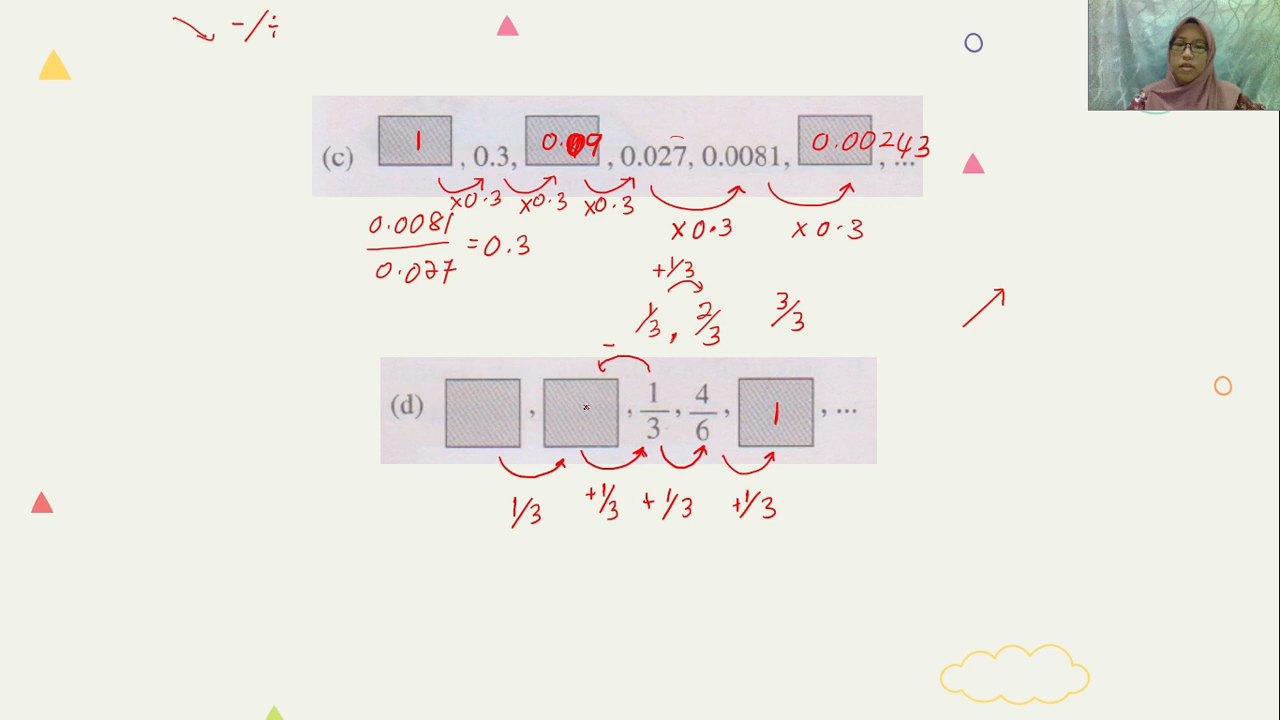 - / ÷
(c) 1 , 0.3, 0.09 , 0.027, 0.0081, 0.00243 , ...
×0.3 ×0.3 ×0.3 ×0.3 ×0.3
0.0081/0.027 = 0.3
+1/3
1/3 , 2/3 3/3
-
(d) , , 1/3 , 4/6 , 1 , ...
1/3 +1/3 +1/3 +1/3